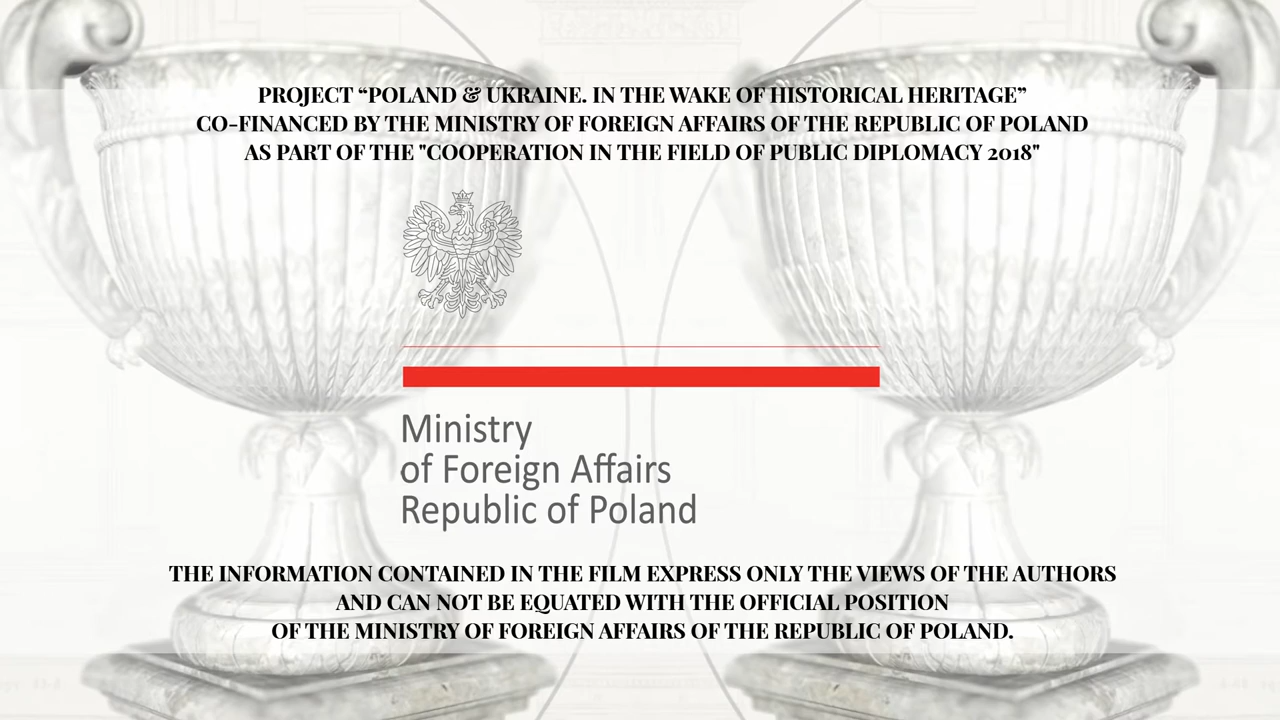 PROJECT “POLAND & UKRAINE. IN THE WAKE OF HISTORICAL HERITAGE”
CO-FINANCED BY THE MINISTRY OF FOREIGN AFFAIRS OF THE REPUBLIC OF POLAND
AS PART OF THE "COOPERATION IN THE FIELD OF PUBLIC DIPLOMACY 2018"
Ministry
of Foreign Affairs
Republic of Poland
THE INFORMATION CONTAINED IN THE FILM EXPRESS ONLY THE VIEWS OF THE AUTHORS
AND CAN NOT BE EQUATED WITH THE OFFICIAL POSITION
OF THE MINISTRY OF FOREIGN AFFAIRS OF THE REPUBLIC OF POLAND.